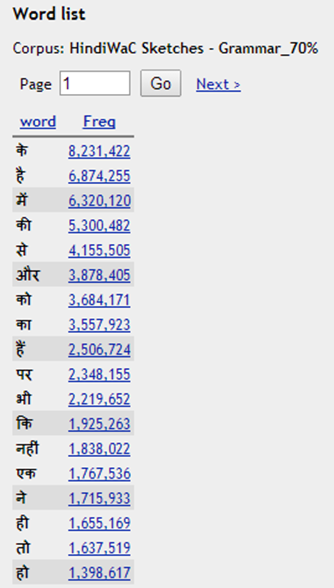 Word list
Corpus: HindiWaC Sketches - Grammar_70%
Page 1 Go Next >
word Freq
के 8,231,422
है 6,874,255
में 6,320,120
की 5,300,482
से 4,155,505
और 3,878,405
को 3,684,171
का 3,557,923
हैं 2,506,724
पर 2,348,155
भी 2,219,652
कि 1,925,263
नहीं 1,838,022
एक 1,767,536
ने 1,715,933
ही 1,655,169
तो 1,637,519
हो 1,398,617